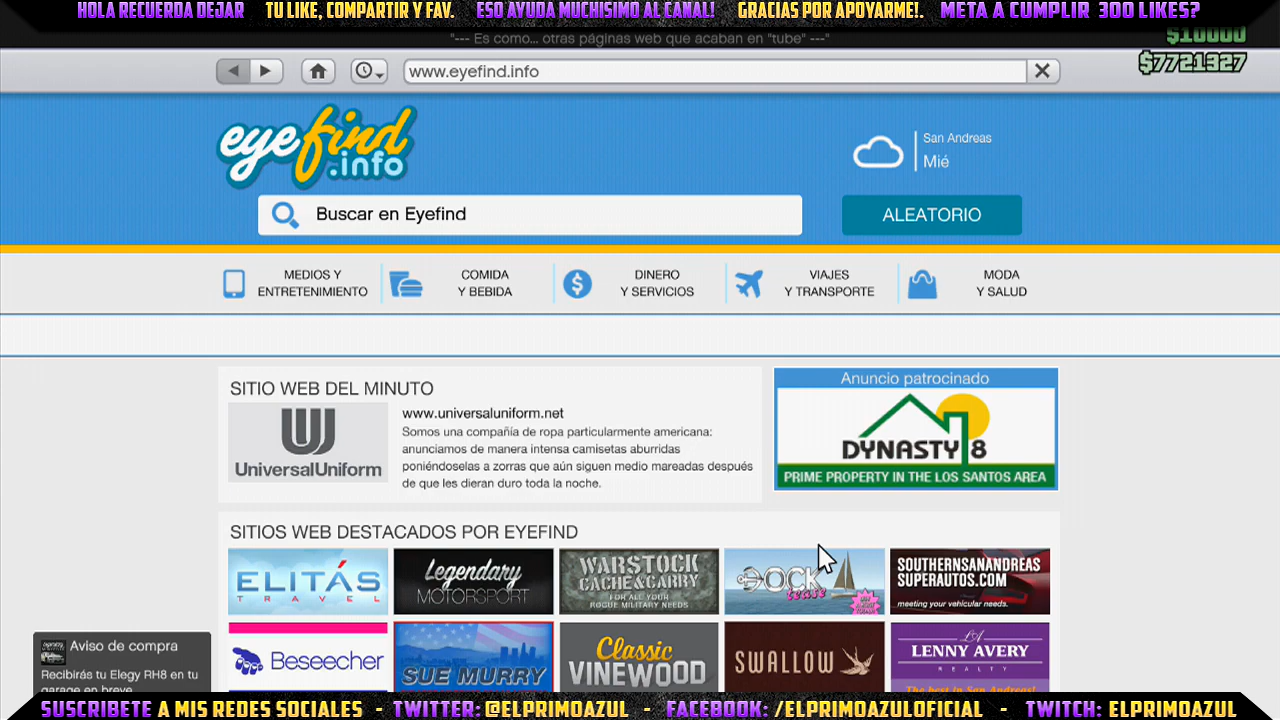 HOLA RECUERDA DEJAR TU LIKE, COMPARTIR Y FAV. ESO AYUDA MUCHISIMO AL CANAL! GRACIAS POR APOYARME!. META A CUMPLIR 300 LIKES?
"--- Es como... otras páginas web que acaban en "tube" ---"
$10000
$7721327
www.eyefind.info
eyefind
.info
San Andreas
Mié
Buscar en Eyefind
ALEATORIO
MEDIOS Y
ENTRETENIMIENTO
COMIDA
Y BEBIDA
DINERO
Y SERVICIOS
VIAJES
Y TRANSPORTE
MODA
Y SALUD
SITIO WEB DEL MINUTO
UU
UniversalUniform
www.universaluniform.net
Somos una compañía de ropa particularmente americana:
anunciamos de manera intensa camisetas aburridas
poniéndoselas a zorras que aún siguen medio mareadas después
de que les dieran duro toda la noche.
Anuncio patrocinado
DYNASTY 8
PRIME PROPERTY IN THE LOS SANTOS AREA
SITIOS WEB DESTACADOS POR EYEFIND
ELITÁS
TRAVEL
Legendary
MOTORSPORT
WARSTOCK
CACHE & CARRY
FOR ALL YOUR
ROGUE MILITARY NEEDS
DOCK
tease
SOUTHERNSANANDREAS
SUPERAUTOS.COM
meeting your vehicular needs.
Beseecher
SUE MURRY
Classic
VINEWOOD
SWALLOW
LA
LENNY AVERY
REALTY
The best in San Andreas!
Aviso de compra
Recibirás tu Elegy RH8 en tu
garage en breve
SUSCRIBETE A MIS REDES SOCIALES - TWITTER: @ELPRIMOAZUL - FACEBOOK: /ELPRIMOAZULOFICIAL - TWITCH: ELPRIMOAZUL